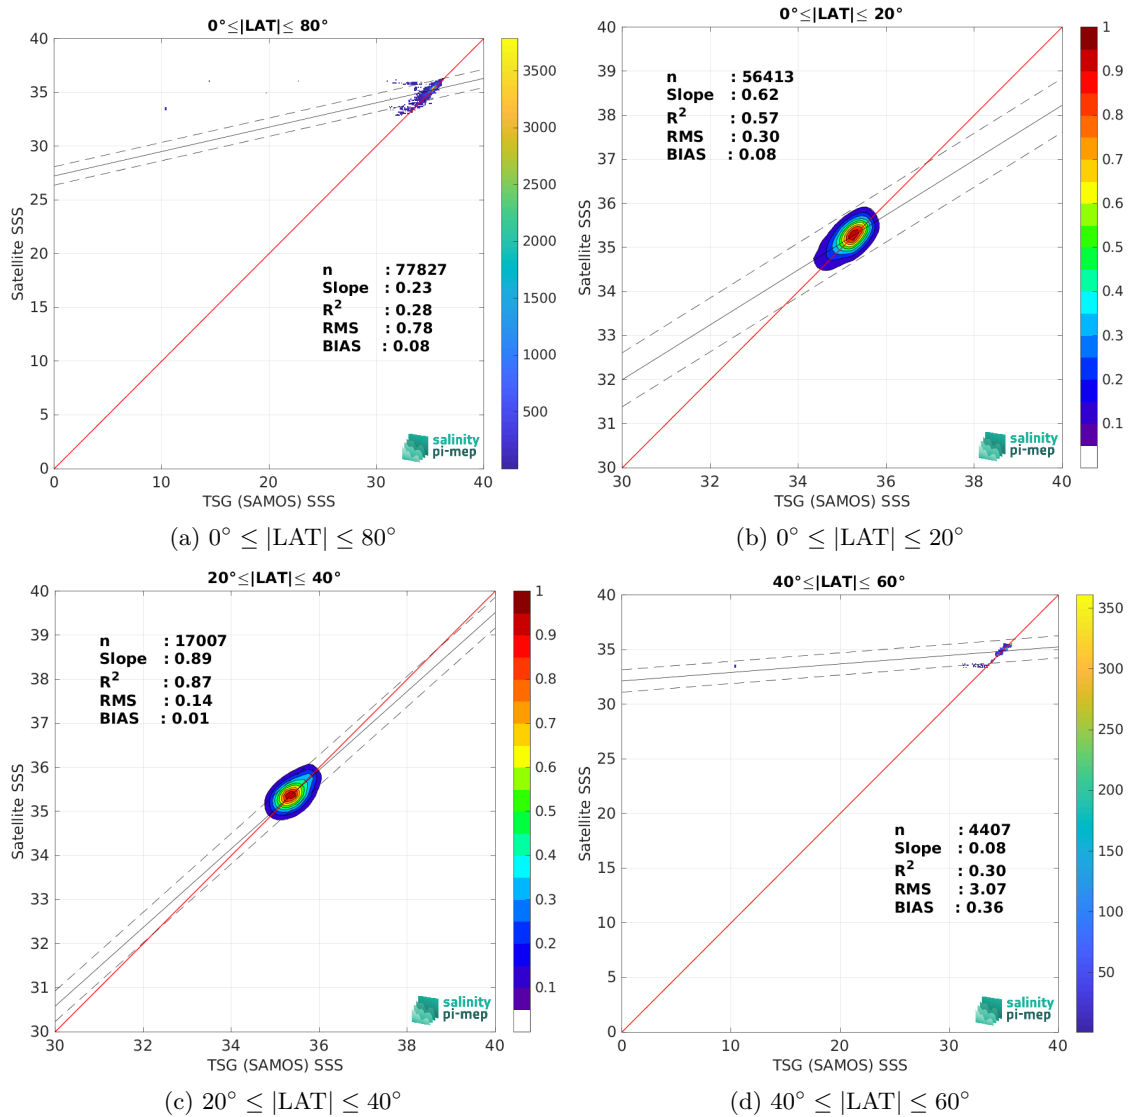 0°≤|LAT|≤ 80°
40
35
30
25
20
15
10
5
0
Satellite SSS
n : 77827
Slope : 0.23
R2 : 0.28
RMS : 0.78
BIAS : 0.08
salinity
pi-mep
0 10 20 30 40
TSG (SAMOS) SSS
3500
3000
2500
2000
1500
1000
500
(a) 0° ≤ |LAT| ≤ 80°
0°≤|LAT|≤ 20°
40
39
38
37
36
35
34
33
32
31
30
Satellite SSS
n : 56413
Slope : 0.62
R2 : 0.57
RMS : 0.30
BIAS : 0.08
salinity
pi-mep
30 32 34 36 38 40
TSG (SAMOS) SSS
1
0.9
0.8
0.7
0.6
0.5
0.4
0.3
0.2
0.1
(b) 0° ≤ |LAT| ≤ 20°
20°≤|LAT|≤ 40°
40
39
38
37
36
35
34
33
32
31
30
Satellite SSS
n : 17007
Slope : 0.89
R2 : 0.87
RMS : 0.14
BIAS : 0.01
salinity
pi-mep
30 32 34 36 38 40
TSG (SAMOS) SSS
1
0.9
0.8
0.7
0.6
0.5
0.4
0.3
0.2
0.1
(c) 20° ≤ |LAT| ≤ 40°
40°≤|LAT|≤ 60°
40
35
30
25
20
15
10
5
0
Satellite SSS
n : 4407
Slope : 0.08
R2 : 0.30
RMS : 3.07
BIAS : 0.36
salinity
pi-mep
0 10 20 30 40
TSG (SAMOS) SSS
350
300
250
200
150
100
50
(d) 40° ≤ |LAT| ≤ 60°